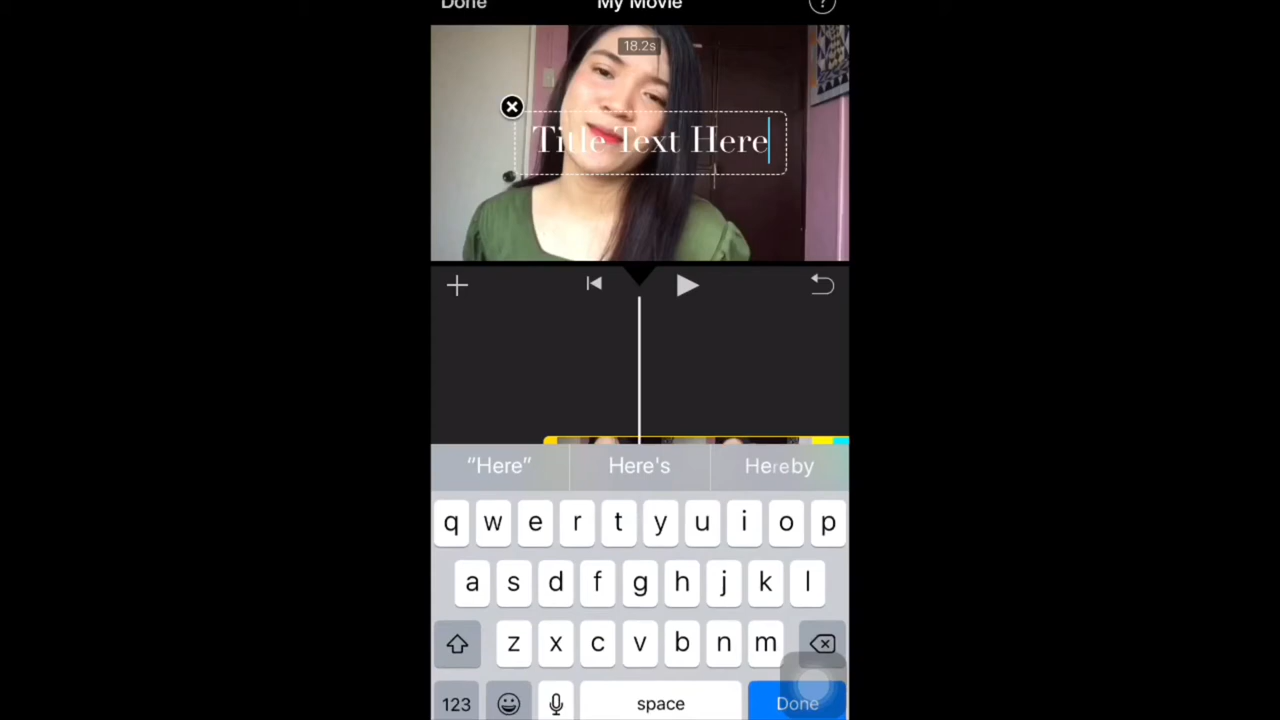 Done My Movie ?
18.2s
Title Text Here
“Here” Here's Hereby
q w e r t y u i o p
a s d f g h j k l
z x c v b n m
123 space Done